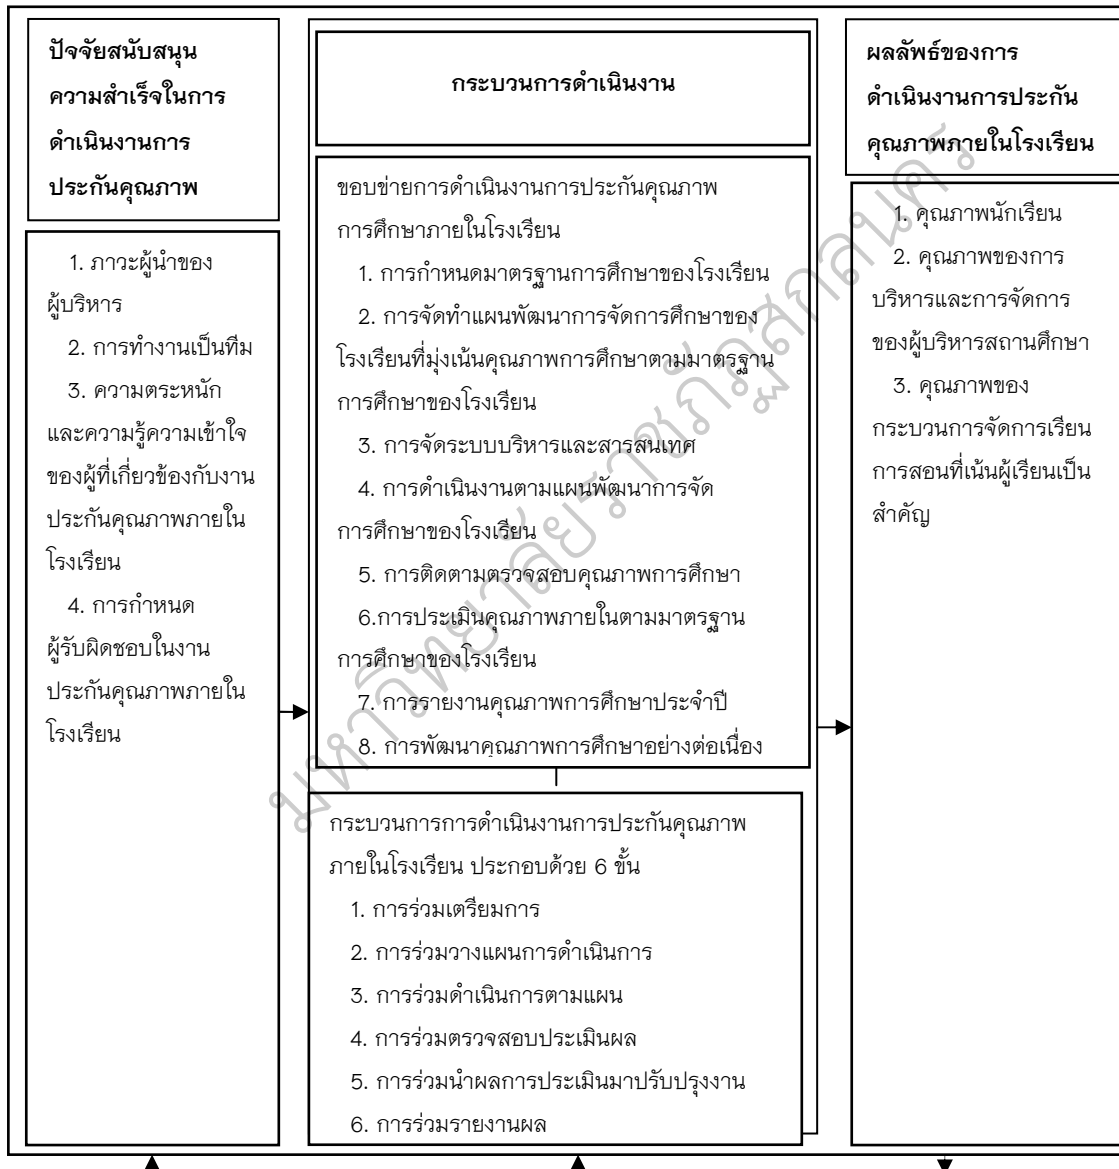 ปัจจัยสนับสนุน
ความสำเร็จในการ
ดำเนินงานการ
ประกันคุณภาพ
1. ภาวะผู้นำของ
ผู้บริหาร
2. การทำงานเป็นทีม
3. ความตระหนัก
และความรู้ความเข้าใจ
ของผู้ที่เกี่ยวข้องกับงาน
ประกันคุณภาพภายใน
โรงเรียน
4. การกำหนด
ผู้รับผิดชอบในงาน
ประกันคุณภาพภายใน
โรงเรียน
กระบวนการดำเนินงาน
ขอบข่ายการดำเนินงานการประกันคุณภาพ
การศึกษาภายในโรงเรียน
1. การกำหนดมาตรฐานการศึกษาของโรงเรียน
2. การจัดทำแผนพัฒนาการจัดการศึกษาของ
โรงเรียนที่มุ่งเน้นคุณภาพการศึกษาตามมาตรฐาน
การศึกษาของโรงเรียน
3. การจัดระบบบริหารและสารสนเทศ
4. การดำเนินงานตามแผนพัฒนาการจัด
การศึกษาของโรงเรียน
5. การติดตามตรวจสอบคุณภาพการศึกษา
6.การประเมินคุณภาพภายในตามมาตรฐาน
การศึกษาของโรงเรียน
7. การรายงานคุณภาพการศึกษาประจำปี
8. การพัฒนาคุณภาพการศึกษาอย่างต่อเนื่อง
กระบวนการการดำเนินงานการประกันคุณภาพ
ภายในโรงเรียน ประกอบด้วย 6 ขั้น
1. การร่วมเตรียมการ
2. การร่วมวางแผนการดำเนินการ
3. การร่วมดำเนินการตามแผน
4. การร่วมตรวจสอบประเมินผล
5. การร่วมนำผลการประเมินมาปรับปรุงงาน
6. การร่วมรายงานผล
ผลลัพธ์ของการ
ดำเนินงานการประกัน
คุณภาพภายในโรงเรียน
1. คุณภาพนักเรียน
2. คุณภาพของการ
บริหารและการจัดการ
ของผู้บริหารสถานศึกษา
3. คุณภาพของ
กระบวนการจัดการเรียน
การสอนที่เน้นผู้เรียนเป็น
สำคัญ
มหาวิทยาลัยราชภัฏสกลนคร